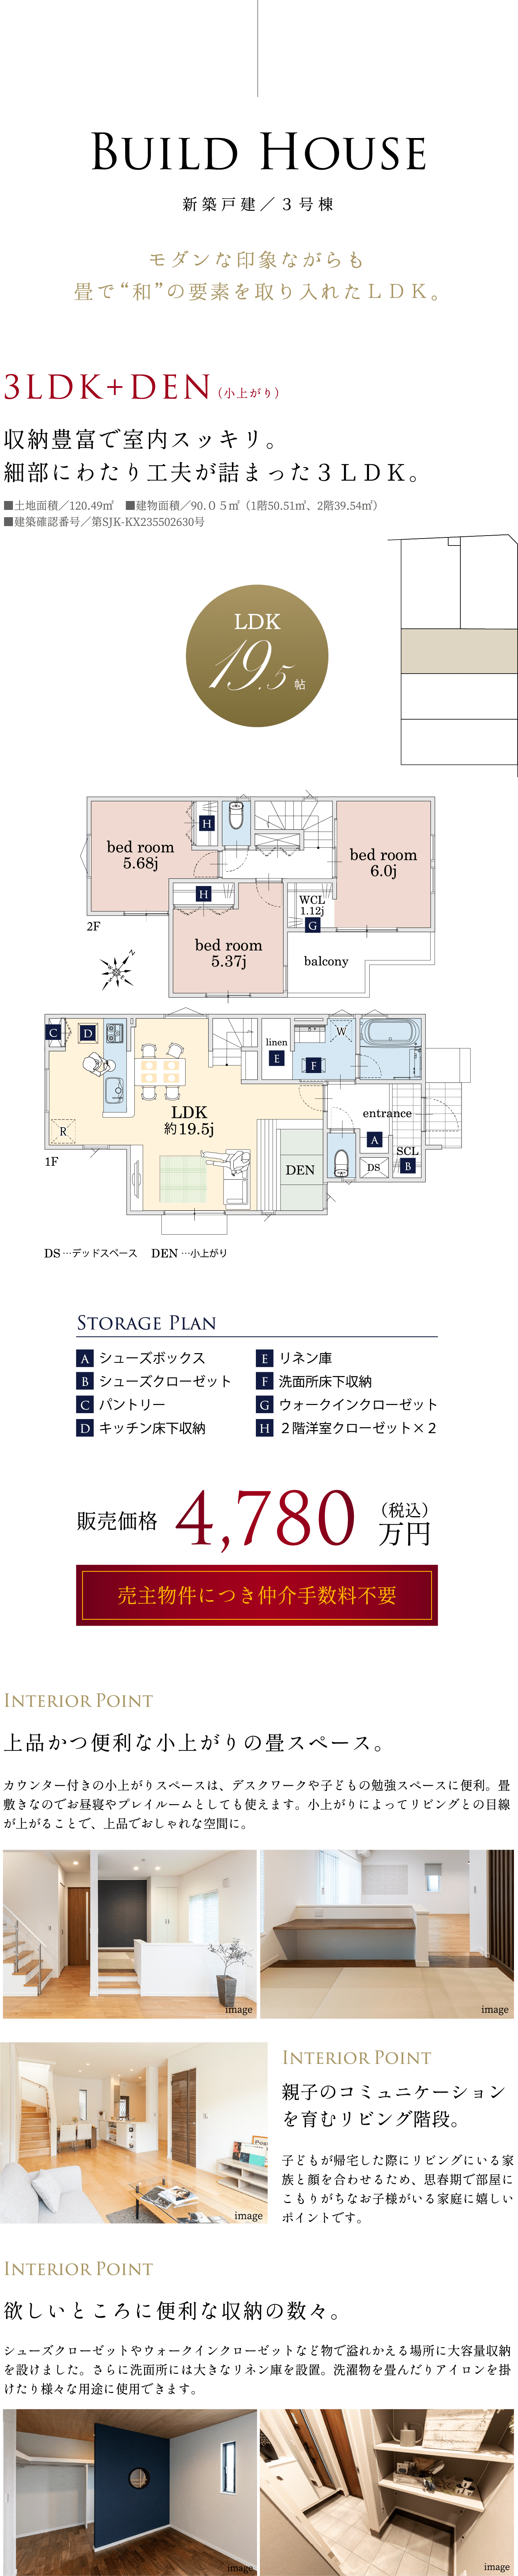 BUILD HOUSE
新築戸建／３号棟
モダンな印象ながらも
畳で“和”の要素を取り入れたＬＤＫ。
3LDK+DEN（小上がり）
収納豊富で室内スッキリ。
細部にわたり工夫が詰まった３ＬＤＫ。
■土地面積／120.49㎡　■建物面積／90.０５㎡（1階50.51㎡、2階39.54㎡）
■建築確認番号／第SJK-KX235502630号
LDK
19.5帖
H
bed room
5.68j
bed room
6.0j
H
WCL
1.12j
G
2F
bed room
5.37j
balcony
N
S
C
D
linen
E
W
F
LDK
約19.5j
entrance
A
R
SCL
B
DS
DEN
1F
DS…デッドスペース　DEN…小上がり
STORAGE PLAN
A シューズボックス
B シューズクローゼット
C パントリー
D キッチン床下収納
E リネン庫
F 洗面所床下収納
G ウォークインクローゼット
H ２階洋室クローゼット×２
販売価格 4,780 （税込）
万円
売主物件につき仲介手数料不要
INTERIOR POINT
上品かつ便利な小上がりの畳スペース。
カウンター付きの小上がりスペースは、デスクワークや子どもの勉強スペースに便利。畳
敷きなのでお昼寝やプレイルームとしても使えます。小上がりによってリビングとの目線
が上がることで、上品でおしゃれな空間に。
image
image
INTERIOR POINT
親子のコミュニケーション
を育むリビング階段。
子どもが帰宅した際にリビングにいる家
族と顔を合わせるため、思春期で部屋に
こもりがちなお子様がいる家庭に嬉しい
ポイントです。
image
INTERIOR POINT
欲しいところに便利な収納の数々。
シューズクローゼットやウォークインクローゼットなど物で溢れかえる場所に大容量収納
を設けました。さらに洗面所には大きなリネン庫を設置。洗濯物を畳んだりアイロンを掛
けたり様々な用途に使用できます。
image
image